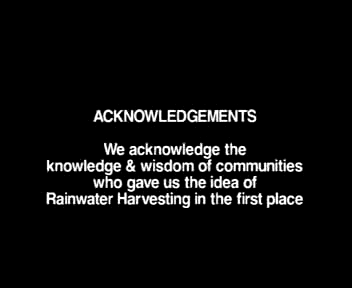 ACKNOWLEDGEMENTS
We acknowledge the
knowledge & wisdom of communities
who gave us the idea of
Rainwater Harvesting in the first place